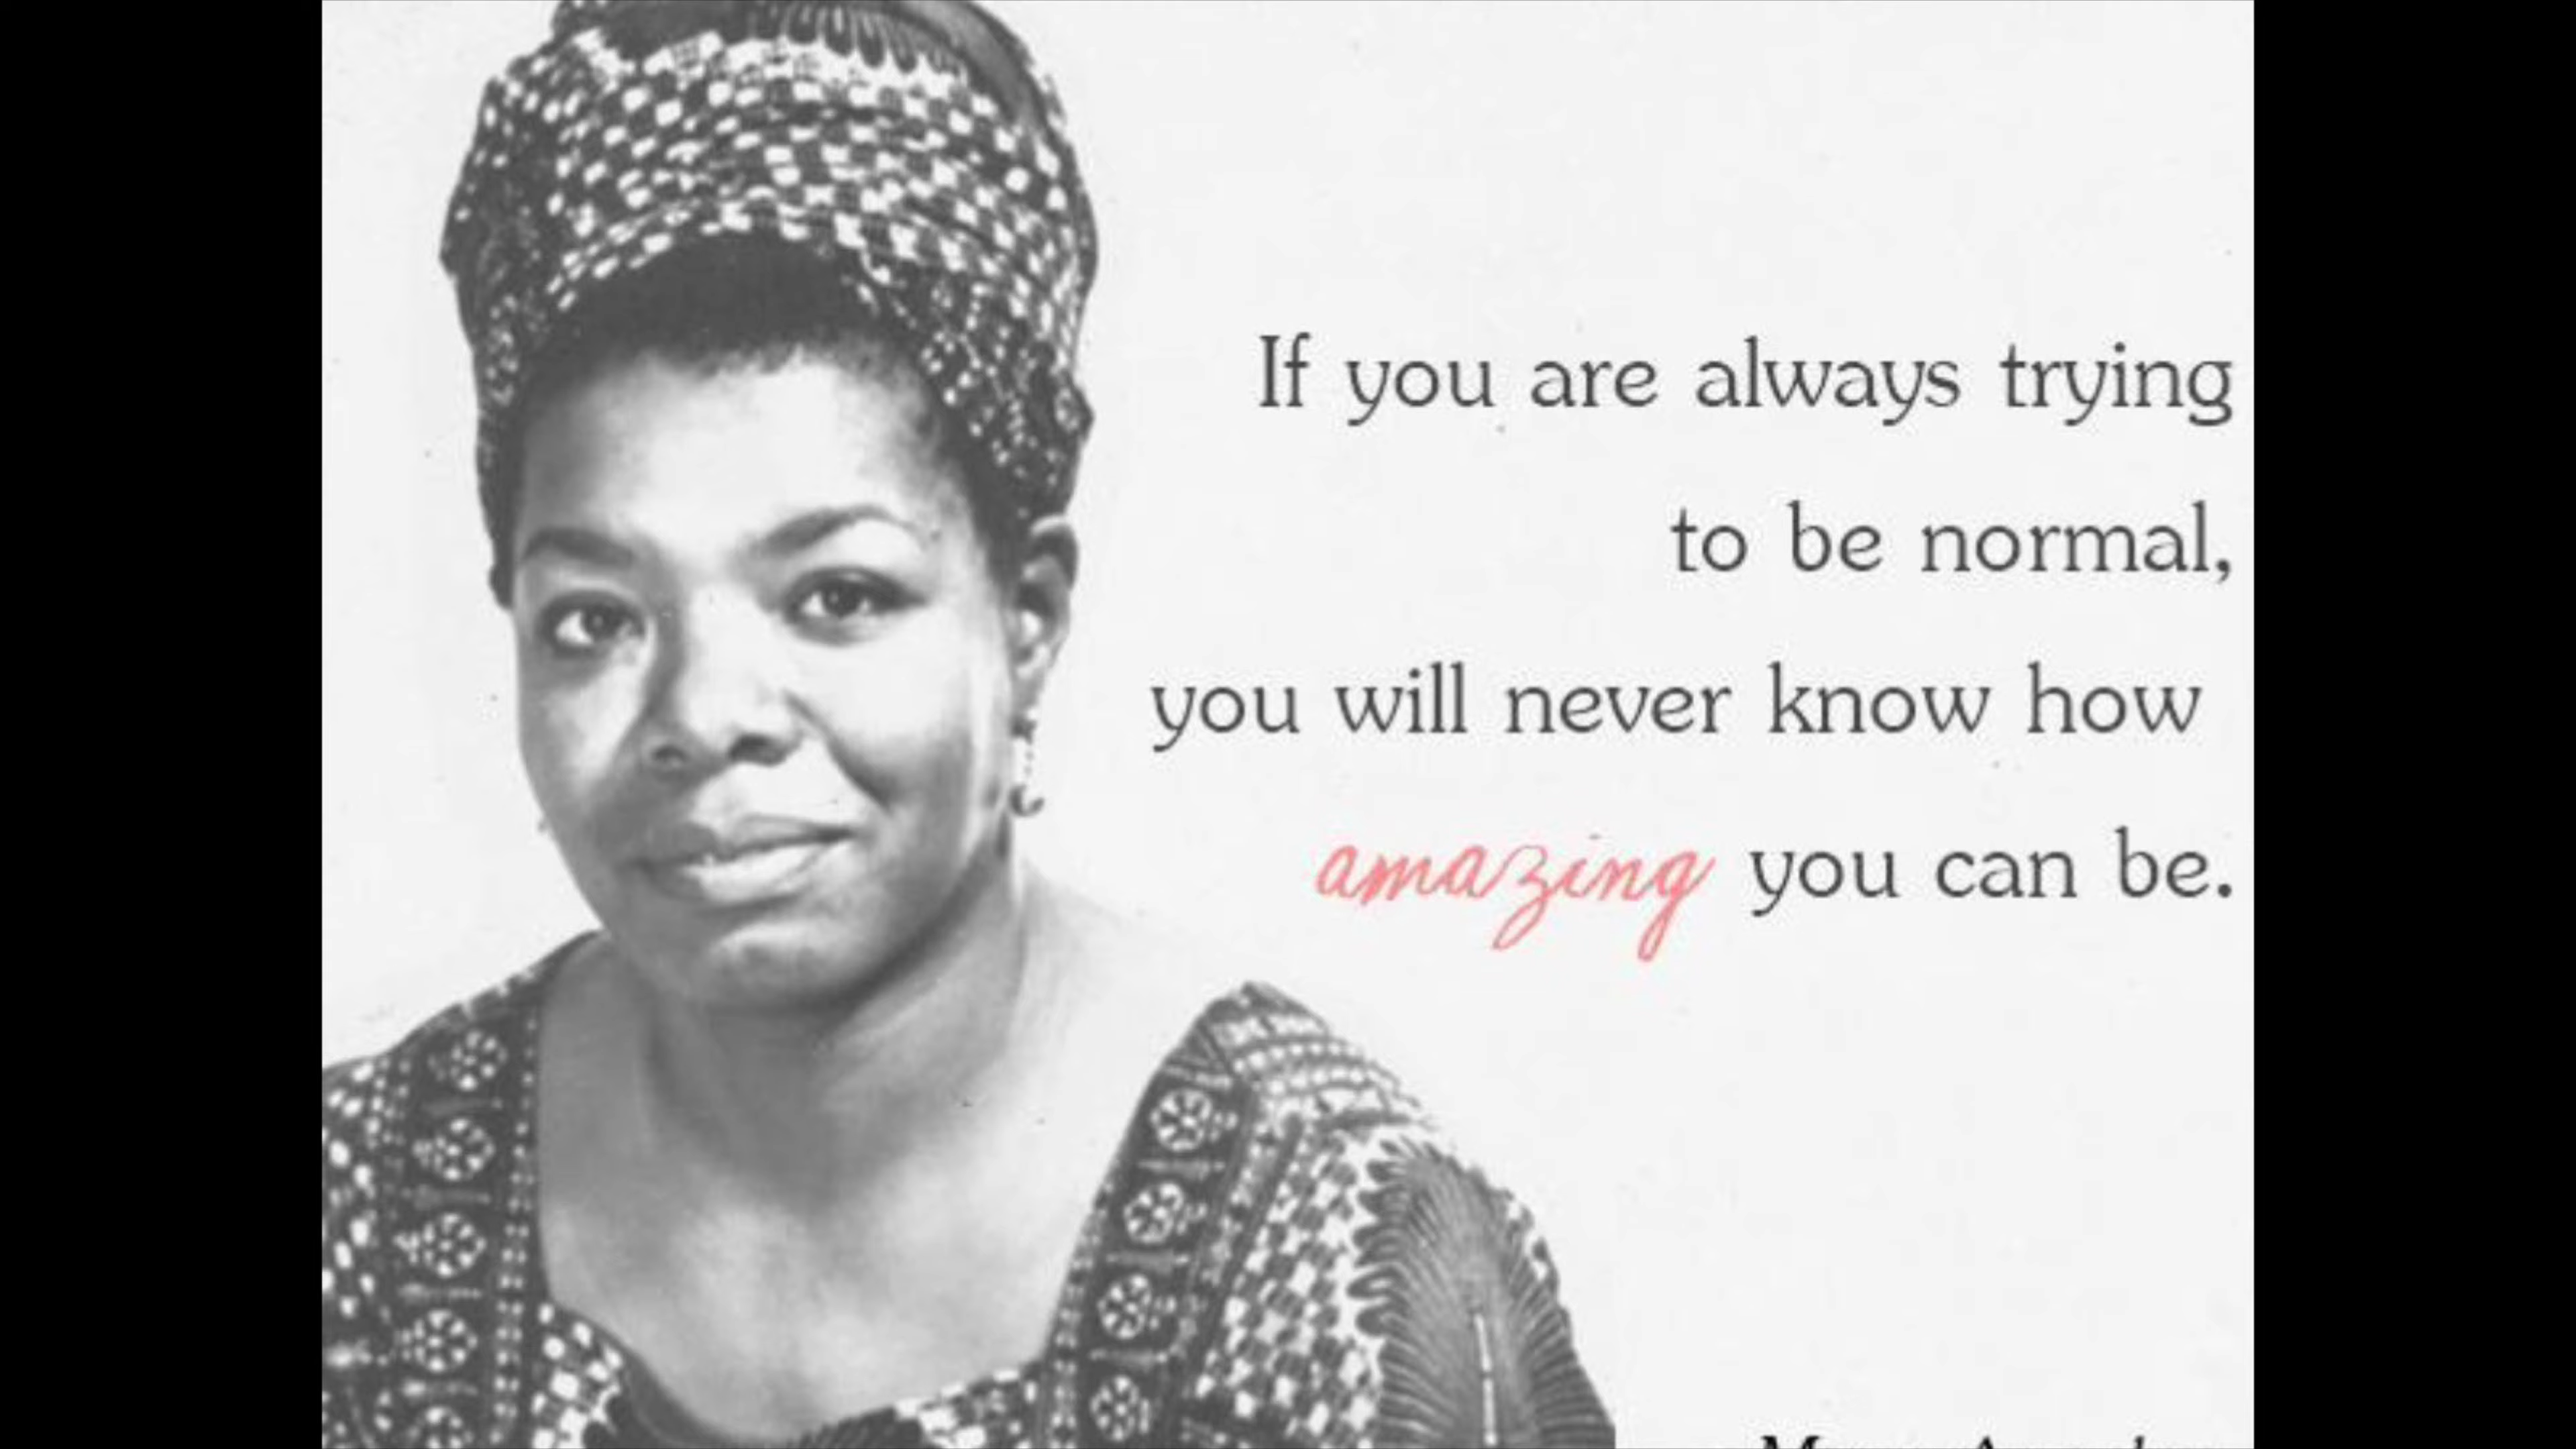 If you are always trying
to be normal,
you will never know how
amazing you can be.